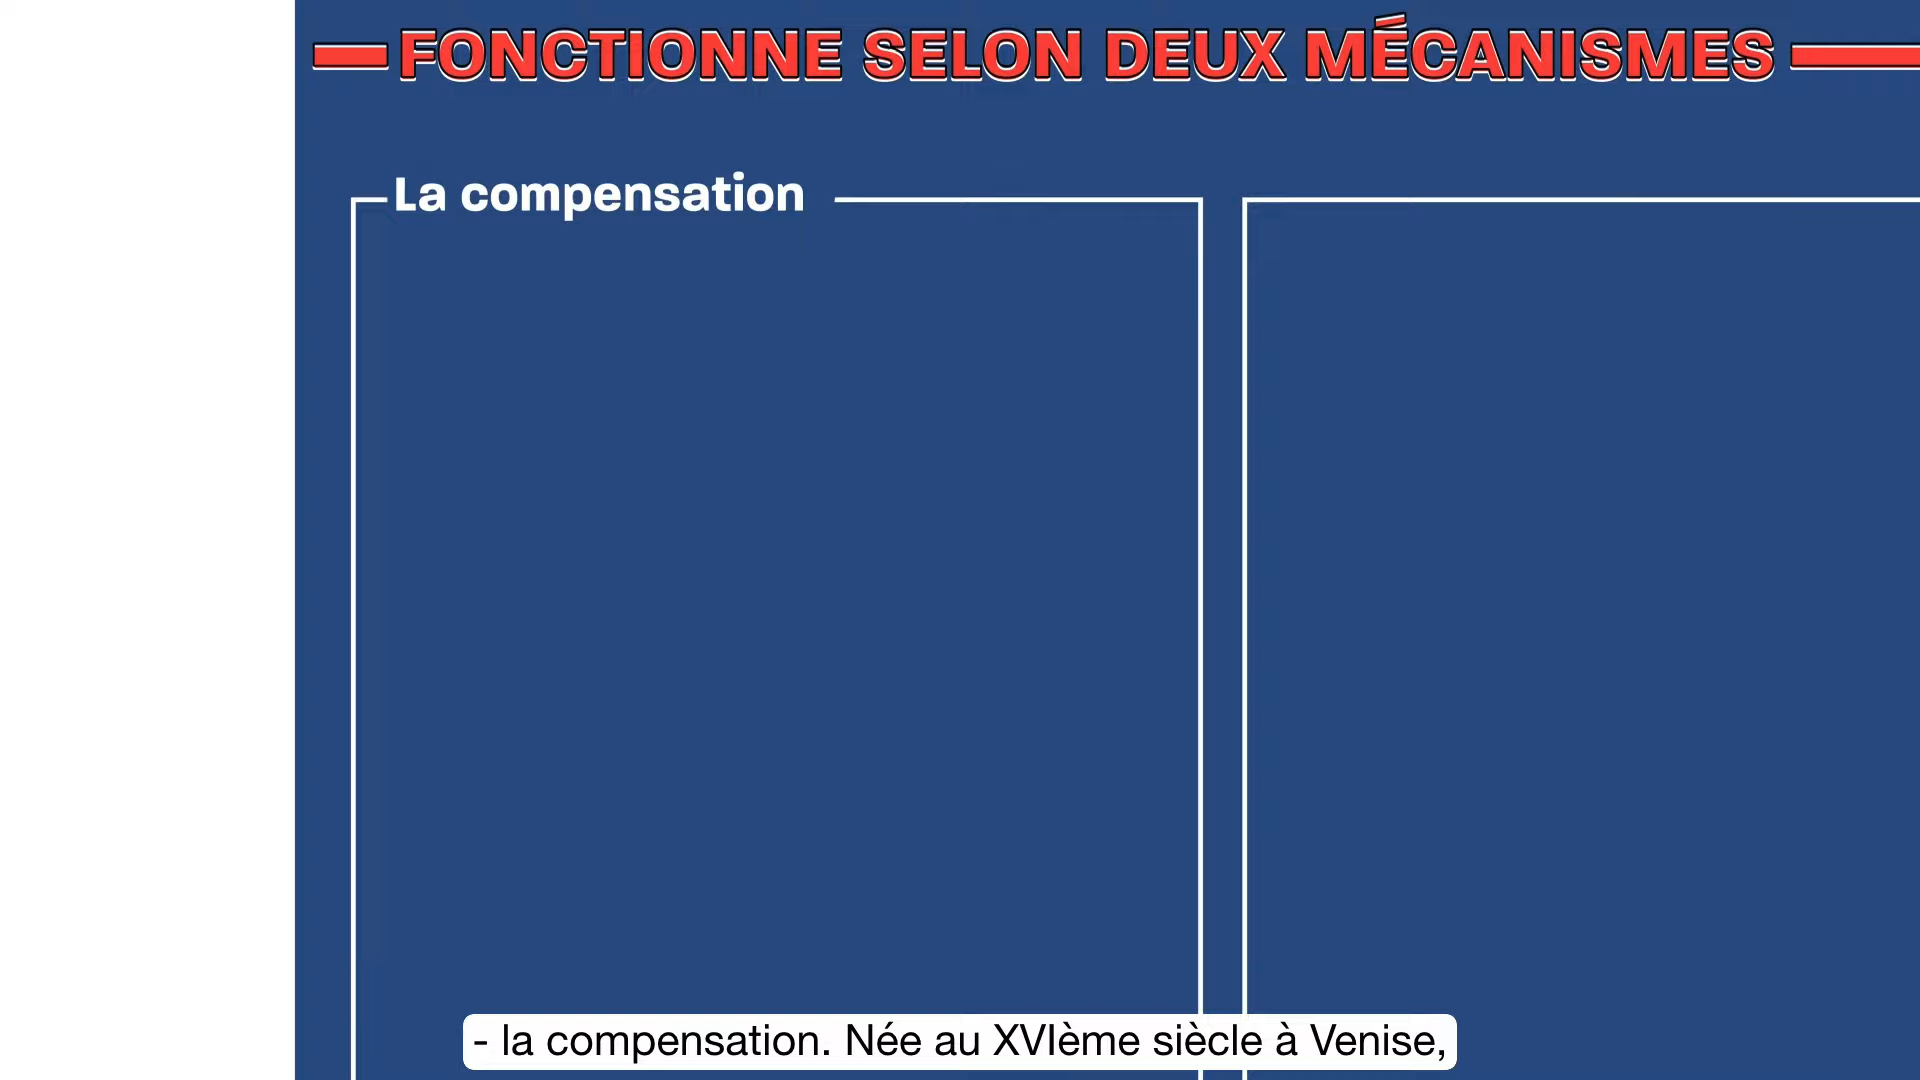 FONCTIONNE SELON DEUX MÉCANISMES
La compensation
- la compensation. Née au XVIème siècle à Venise,